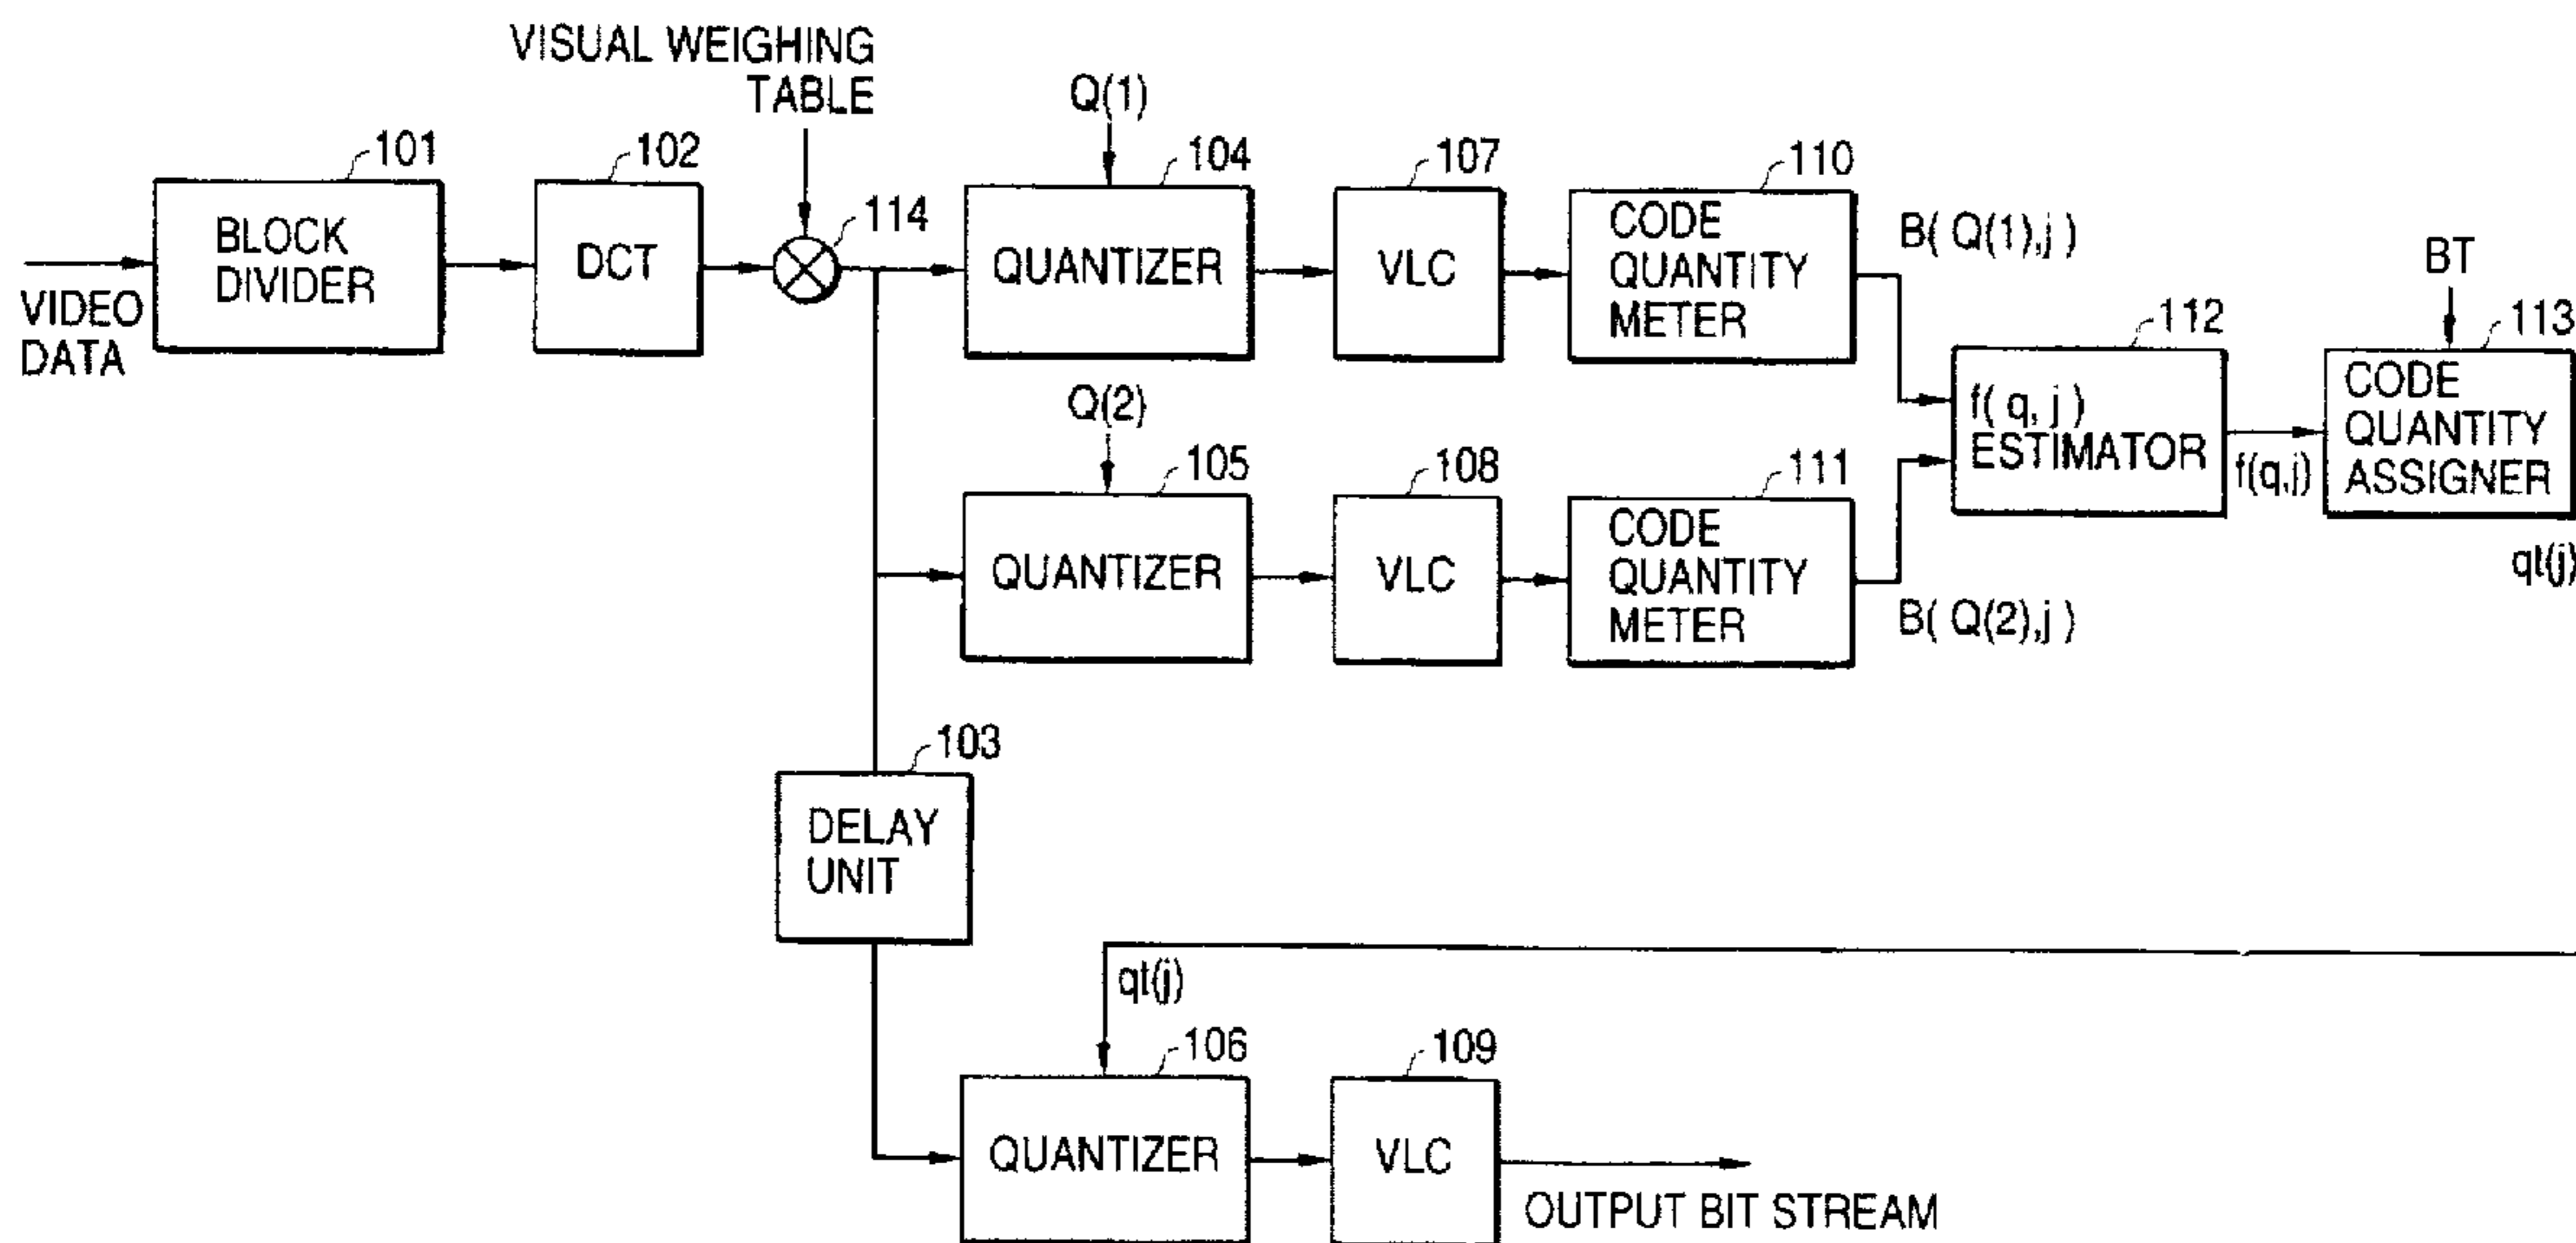 VISUAL WEIGHING
TABLE
Q(1)
101
102
114
104
107
110
BLOCK
DIVIDER
DCT
QUANTIZER
VLC
CODE
QUANTITY
METER
B( Q(1),j )
VIDEO
DATA
BT
112
113
Q(2)
105
108
111
f( q, j )
ESTIMATOR
f(q,j)
CODE
QUANTITY
ASSIGNER
QUANTIZER
VLC
CODE
QUANTITY
METER
B( Q(2),j )
qt(j)
103
DELAY
UNIT
qt(j)
106
109
QUANTIZER
VLC
OUTPUT BIT STREAM